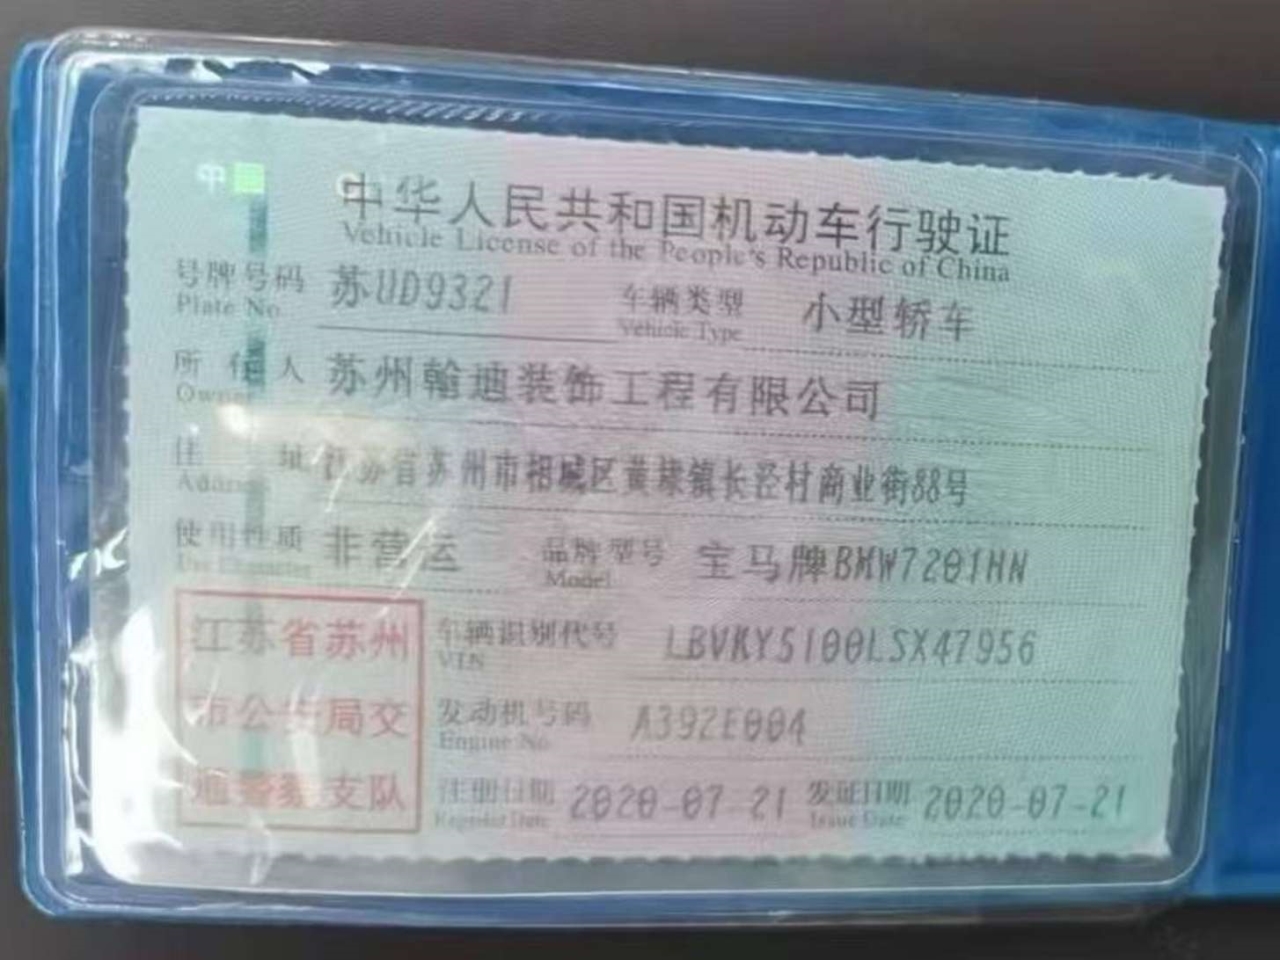 中华人民共和国机动车行驶证
Vehicle License of the People's Republic of China
号牌号码 苏UD9321 车辆类型 小型轿车
Plate No. Vehicle Type
所有人 苏州翰迪装饰工程有限公司
Owner
住址 江苏省苏州市相城区黄埭镇长泾村商业街88号
Address
使用性质 非营运 品牌型号 宝马牌BMW7201HN
Use Character Model
江苏省苏州 车辆识别代号 LBVKY5100LSX47956
VIN
市公安局交 发动机号码 A392E004
Engine No.
通警察支队 注册日期 2020-07-21 发证日期 2020-07-21
Register Date Issue Date